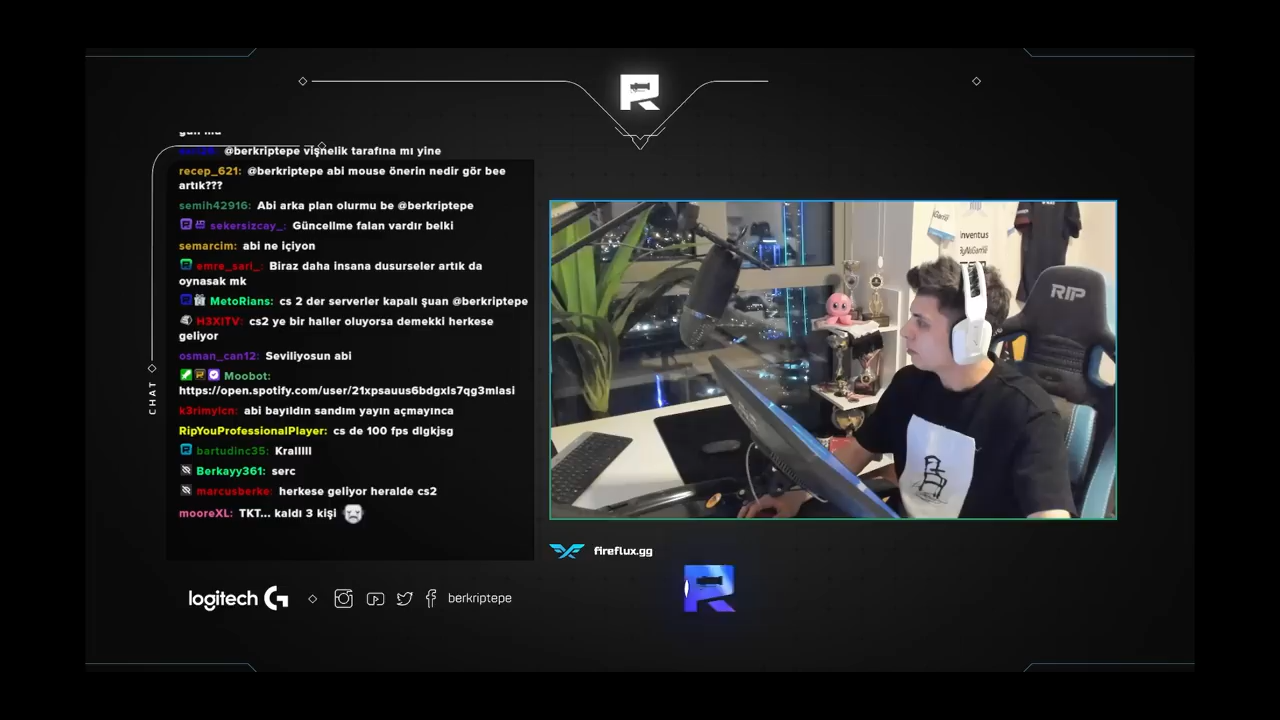 @berkriptepe vişnelik tarafına mı yine
recep_621: @berkriptepe abi mouse önerin nedir gör bee
artık???
semih42916: Abi arka plan olurmu be @berkriptepe
sekersizcay_: Güncellme falan vardır belki
semarcim: abi ne içiyon
emre_sarI_: Biraz daha insana dusurseler artık da
oynasak mk
MetoRians: cs 2 der serverler kapalı şuan @berkriptepe
H3XITV: cs2 ye bir haller oluyorsa demekki herkese
geliyor
osman_can12: Seviliyosun abi
Moobot:
https://open.spotify.com/user/21xpsauus6bdgxls7qg3mlasi
k3rimylcn: abi bayıldın sandım yayın açmayınca
RipYouProfessionalPlayer: cs de 100 fps dlgkjsg
bartudinc35: Kralllll
Berkayy361: serc
marcusberke: herkese geliyor heralde cs2
mooreXL: TKT... kaldı 3 kişi
CHAT
Inventus
ByNoGame
RIP
fireflux.gg
logitech G
berkriptepe